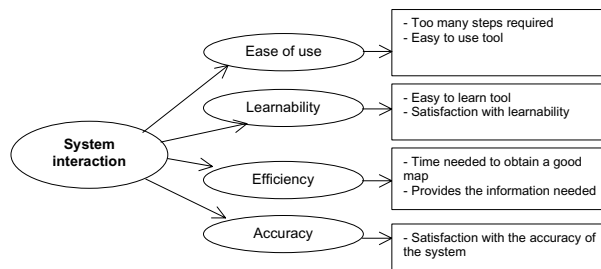 System
interaction
Ease of use
- Too many steps required
- Easy to use tool
Learnability
- Easy to learn tool
- Satisfaction with learnability
Efficiency
- Time needed to obtain a good
map
- Provides the information needed
Accuracy
- Satisfaction with the accuracy of
the system